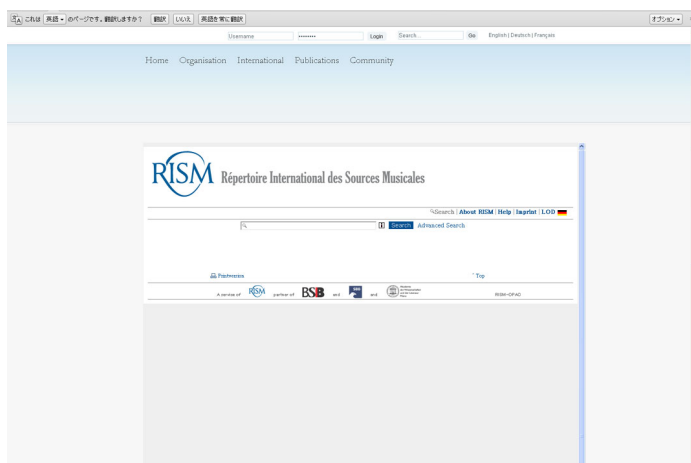 これは 英語 のページです。翻訳しますか? 翻訳 いいえ 英語を常に翻訳 オプション
Username •••••••• Login Search... Go English | Deutsch | Français
Home Organisation International Publications Community
RISM Répertoire International des Sources Musicales
Search | About RISM | Help | Imprint | LOD
Search Advanced Search
Printversion Top
A service of RISM partner of BSB and and RISM-OPAC